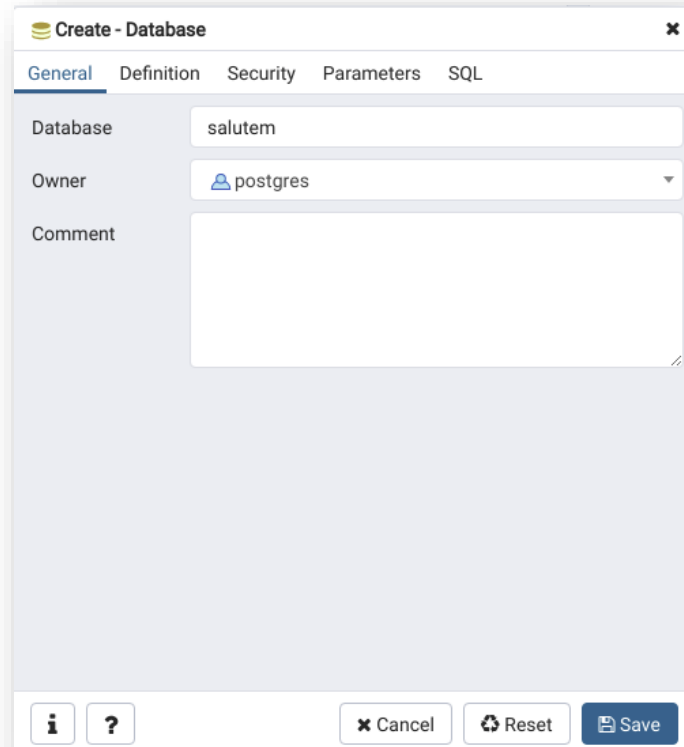 Create - Database
General Definition Security Parameters SQL
Database salutem
Owner postgres
Comment
i ? Cancel Reset Save